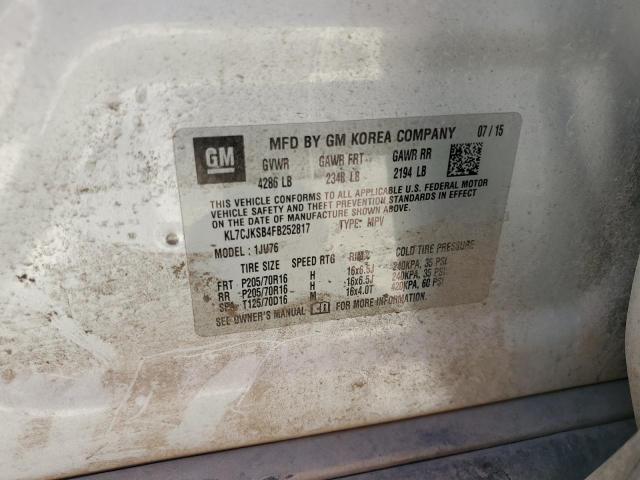 GM
MFD BY GM KOREA COMPANY 07/15
GVWR GAWR FRT GAWR RR
4286 LB 2348 LB 2194 LB
THIS VEHICLE CONFORMS TO ALL APPLICABLE U.S. FEDERAL MOTOR
VEHICLE SAFETY AND THEFT PREVENTION STANDARDS IN EFFECT
ON THE DATE OF MANUFACTURE SHOWN ABOVE.
KL7CJKSB4FB252817 TYPE: MPV
MODEL : 1JU76
TIRE SIZE SPEED RTG RIM COLD TIRE PRESSURE
FRT P205/70R16 H 16x6.5J 240KPA, 35 PSI
RR P205/70R16 H 16x6.5J 240KPA, 35 PSI
SPA T125/70D16 M 16x4.0T 420KPA, 60 PSI
SEE OWNER'S MANUAL FOR MORE INFORMATION.